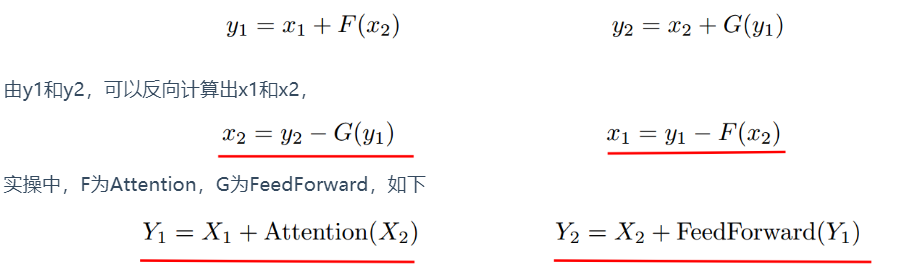 y₁ = x₁ + F(x₂) y₂ = x₂ + G(y₁)
由y1和y2，可以反向计算出x1和x2，
x₂ = y₂ − G(y₁) x₁ = y₁ − F(x₂)
实操中，F为Attention，G为FeedForward，如下
Y₁ = X₁ + Attention(X₂) Y₂ = X₂ + FeedForward(Y₁)